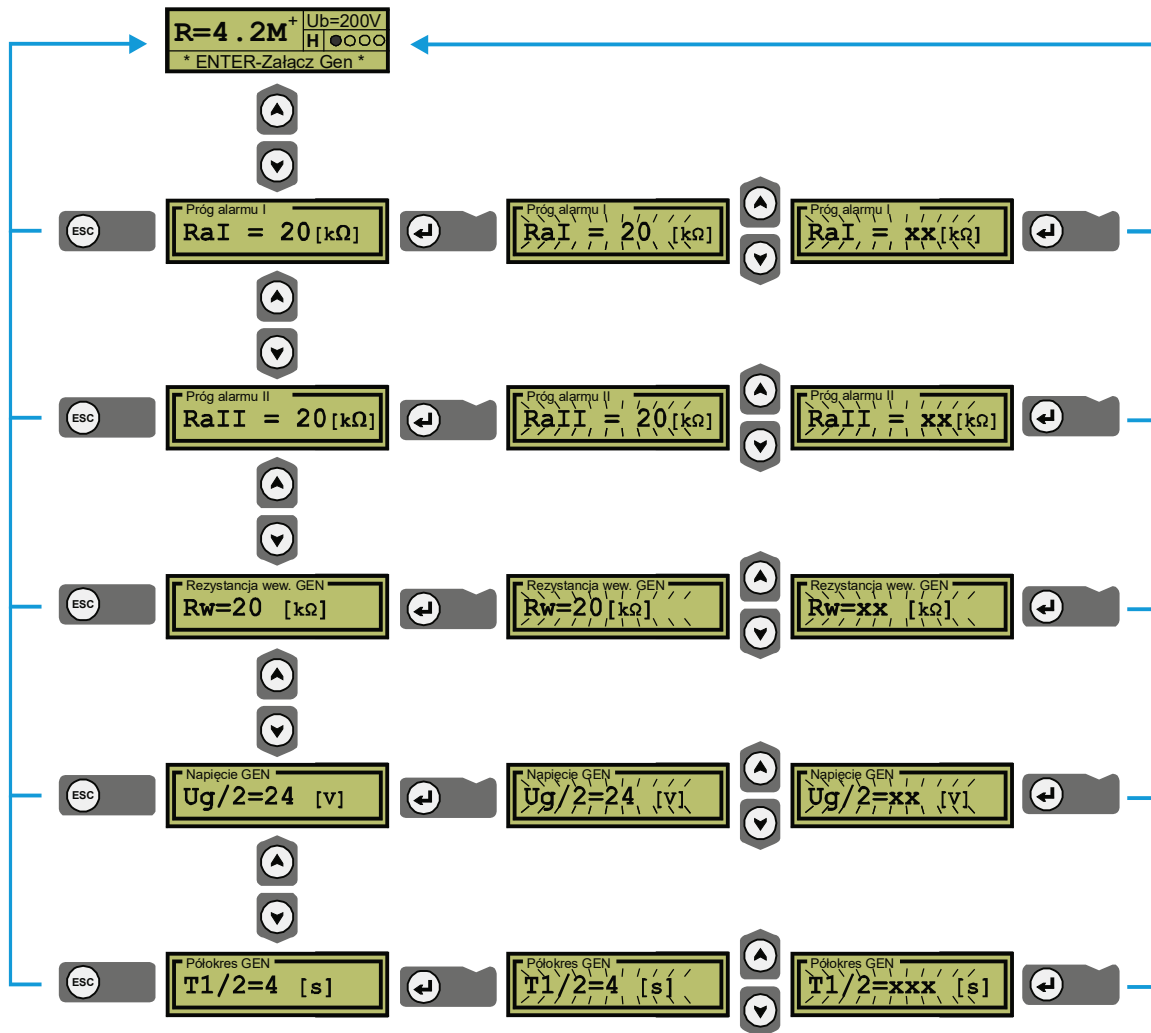 R=4.2M⁺ Ub=200V
H
* ENTER-Załącz Gen *
Próg alarmu I
RaI = 20[kΩ]
Próg alarmu I
RaI = 20 [kΩ]
Próg alarmu I
RaI = xx[kΩ]
ESC
Próg alarmu II
RaII = 20[kΩ]
Próg alarmu II
RaII = 20[kΩ]
Próg alarmu II
RaII = xx[kΩ]
ESC
Rezystancja wew. GEN
Rw=20 [kΩ]
Rezystancja wew. GEN
Rw=20[kΩ]
Rezystancja wew. GEN
Rw=xx [kΩ]
ESC
Napięcie GEN
Ug/2=24 [V]
Napięcie GEN
Ug/2=24 [V]
Napięcie GEN
Ug/2=xx [V]
ESC
Półokres GEN
T1/2=4 [s]
Półokres GEN
T1/2=4 [s]
Półokres GEN
T1/2=xxx [s]
ESC